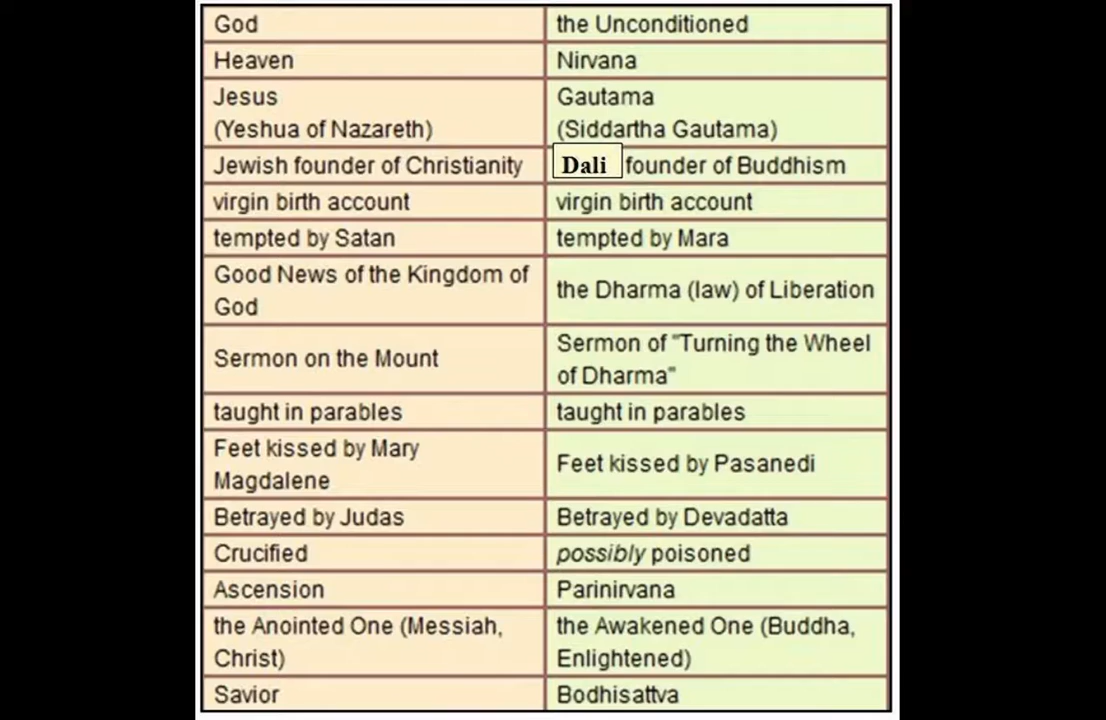 God the Unconditioned
Heaven Nirvana
Jesus Gautama
(Yeshua of Nazareth) (Siddartha Gautama)
Jewish founder of Christianity Dali founder of Buddhism
virgin birth account virgin birth account
tempted by Satan tempted by Mara
Good News of the Kingdom of
God
the Dharma (law) of Liberation
Sermon on the Mount
Sermon of "Turning the Wheel
of Dharma"
taught in parables taught in parables
Feet kissed by Mary
Magdalene
Feet kissed by Pasanedi
Betrayed by Judas Betrayed by Devadatta
Crucified possibly poisoned
Ascension Parinirvana
the Anointed One (Messiah,
Christ)
the Awakened One (Buddha,
Enlightened)
Savior Bodhisattva